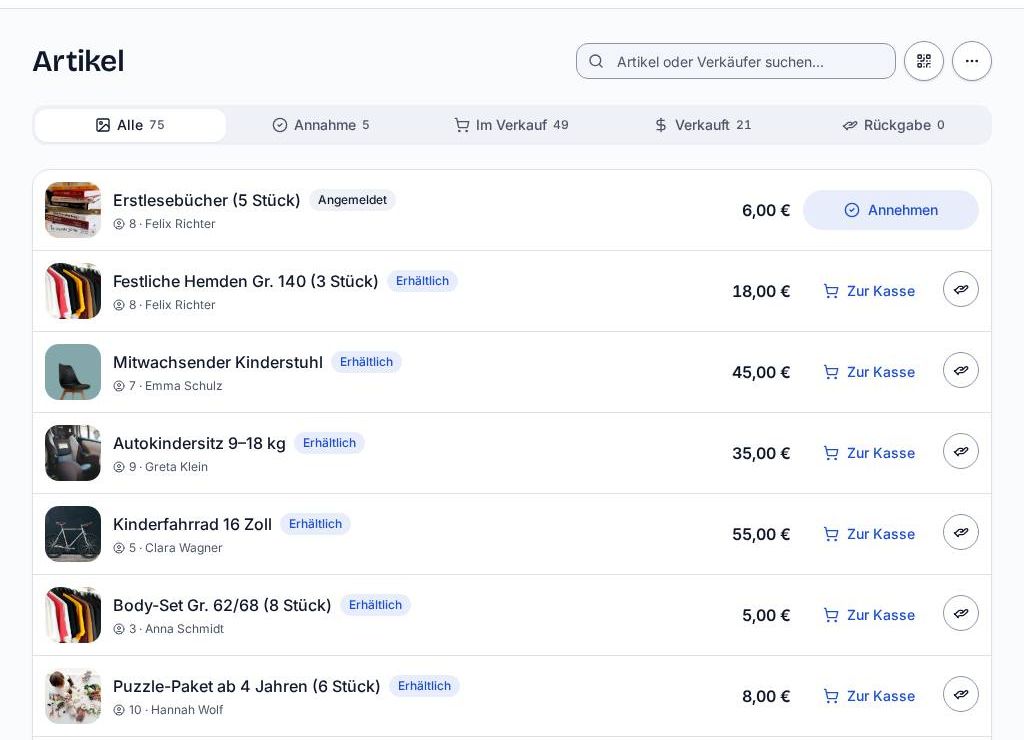 Artikel
Artikel oder Verkäufer suchen...
Alle 75
Annahme 5
Im Verkauf 49
Verkauft 21
Rückgabe 0
Erstlesebücher (5 Stück) Angemeldet
8 · Felix Richter
6,00 €
Annehmen
Festliche Hemden Gr. 140 (3 Stück) Erhältlich
8 · Felix Richter
18,00 €
Zur Kasse
Mitwachsender Kinderstuhl Erhältlich
7 · Emma Schulz
45,00 €
Zur Kasse
Autokindersitz 9–18 kg Erhältlich
9 · Greta Klein
35,00 €
Zur Kasse
Kinderfahrrad 16 Zoll Erhältlich
5 · Clara Wagner
55,00 €
Zur Kasse
Body-Set Gr. 62/68 (8 Stück) Erhältlich
3 · Anna Schmidt
5,00 €
Zur Kasse
Puzzle-Paket ab 4 Jahren (6 Stück) Erhältlich
10 · Hannah Wolf
8,00 €
Zur Kasse